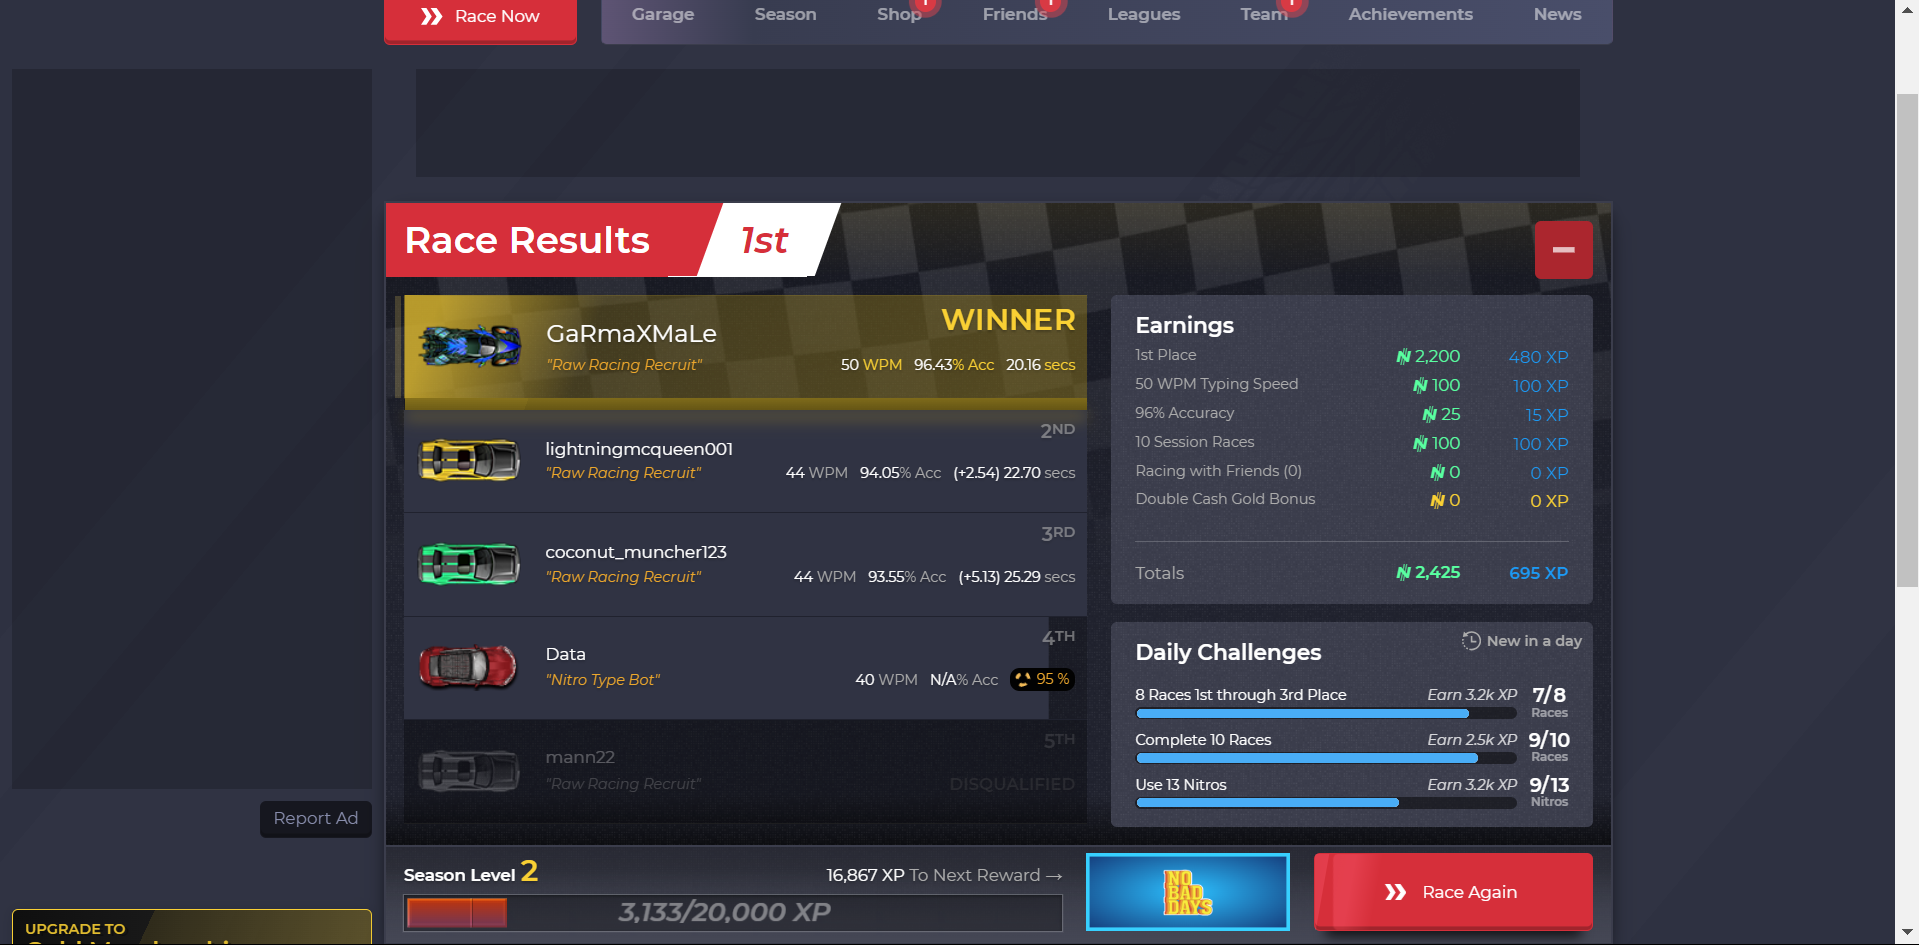 Race Now
Garage Season Shop Friends Leagues Team Achievements News
Race Results 1st
WINNER
GaRmaXMaLe
"Raw Racing Recruit" 50 WPM 96.43% Acc 20.16 secs
2ND
lightningmcqueen001
"Raw Racing Recruit" 44 WPM 94.05% Acc (+2.54) 22.70 secs
3RD
coconut_muncher123
"Raw Racing Recruit" 44 WPM 93.55% Acc (+5.13) 25.29 secs
4TH
Data
"Nitro Type Bot" 40 WPM N/A% Acc 95 %
5TH
mann22
"Raw Racing Recruit" DISQUALIFIED
Earnings
1st Place 2,200 480 XP
50 WPM Typing Speed 100 100 XP
96% Accuracy 25 15 XP
10 Session Races 100 100 XP
Racing with Friends (0) 0 0 XP
Double Cash Gold Bonus 0 0 XP
Totals 2,425 695 XP
New in a day
Daily Challenges
8 Races 1st through 3rd Place Earn 3.2k XP 7/8
Races
Complete 10 Races Earn 2.5k XP 9/10
Races
Use 13 Nitros Earn 3.2k XP 9/13
Nitros
Report Ad
Season Level 2 16,867 XP To Next Reward →
3,133/20,000 XP
NO
BAD
DAYS
Race Again
UPGRADE TO